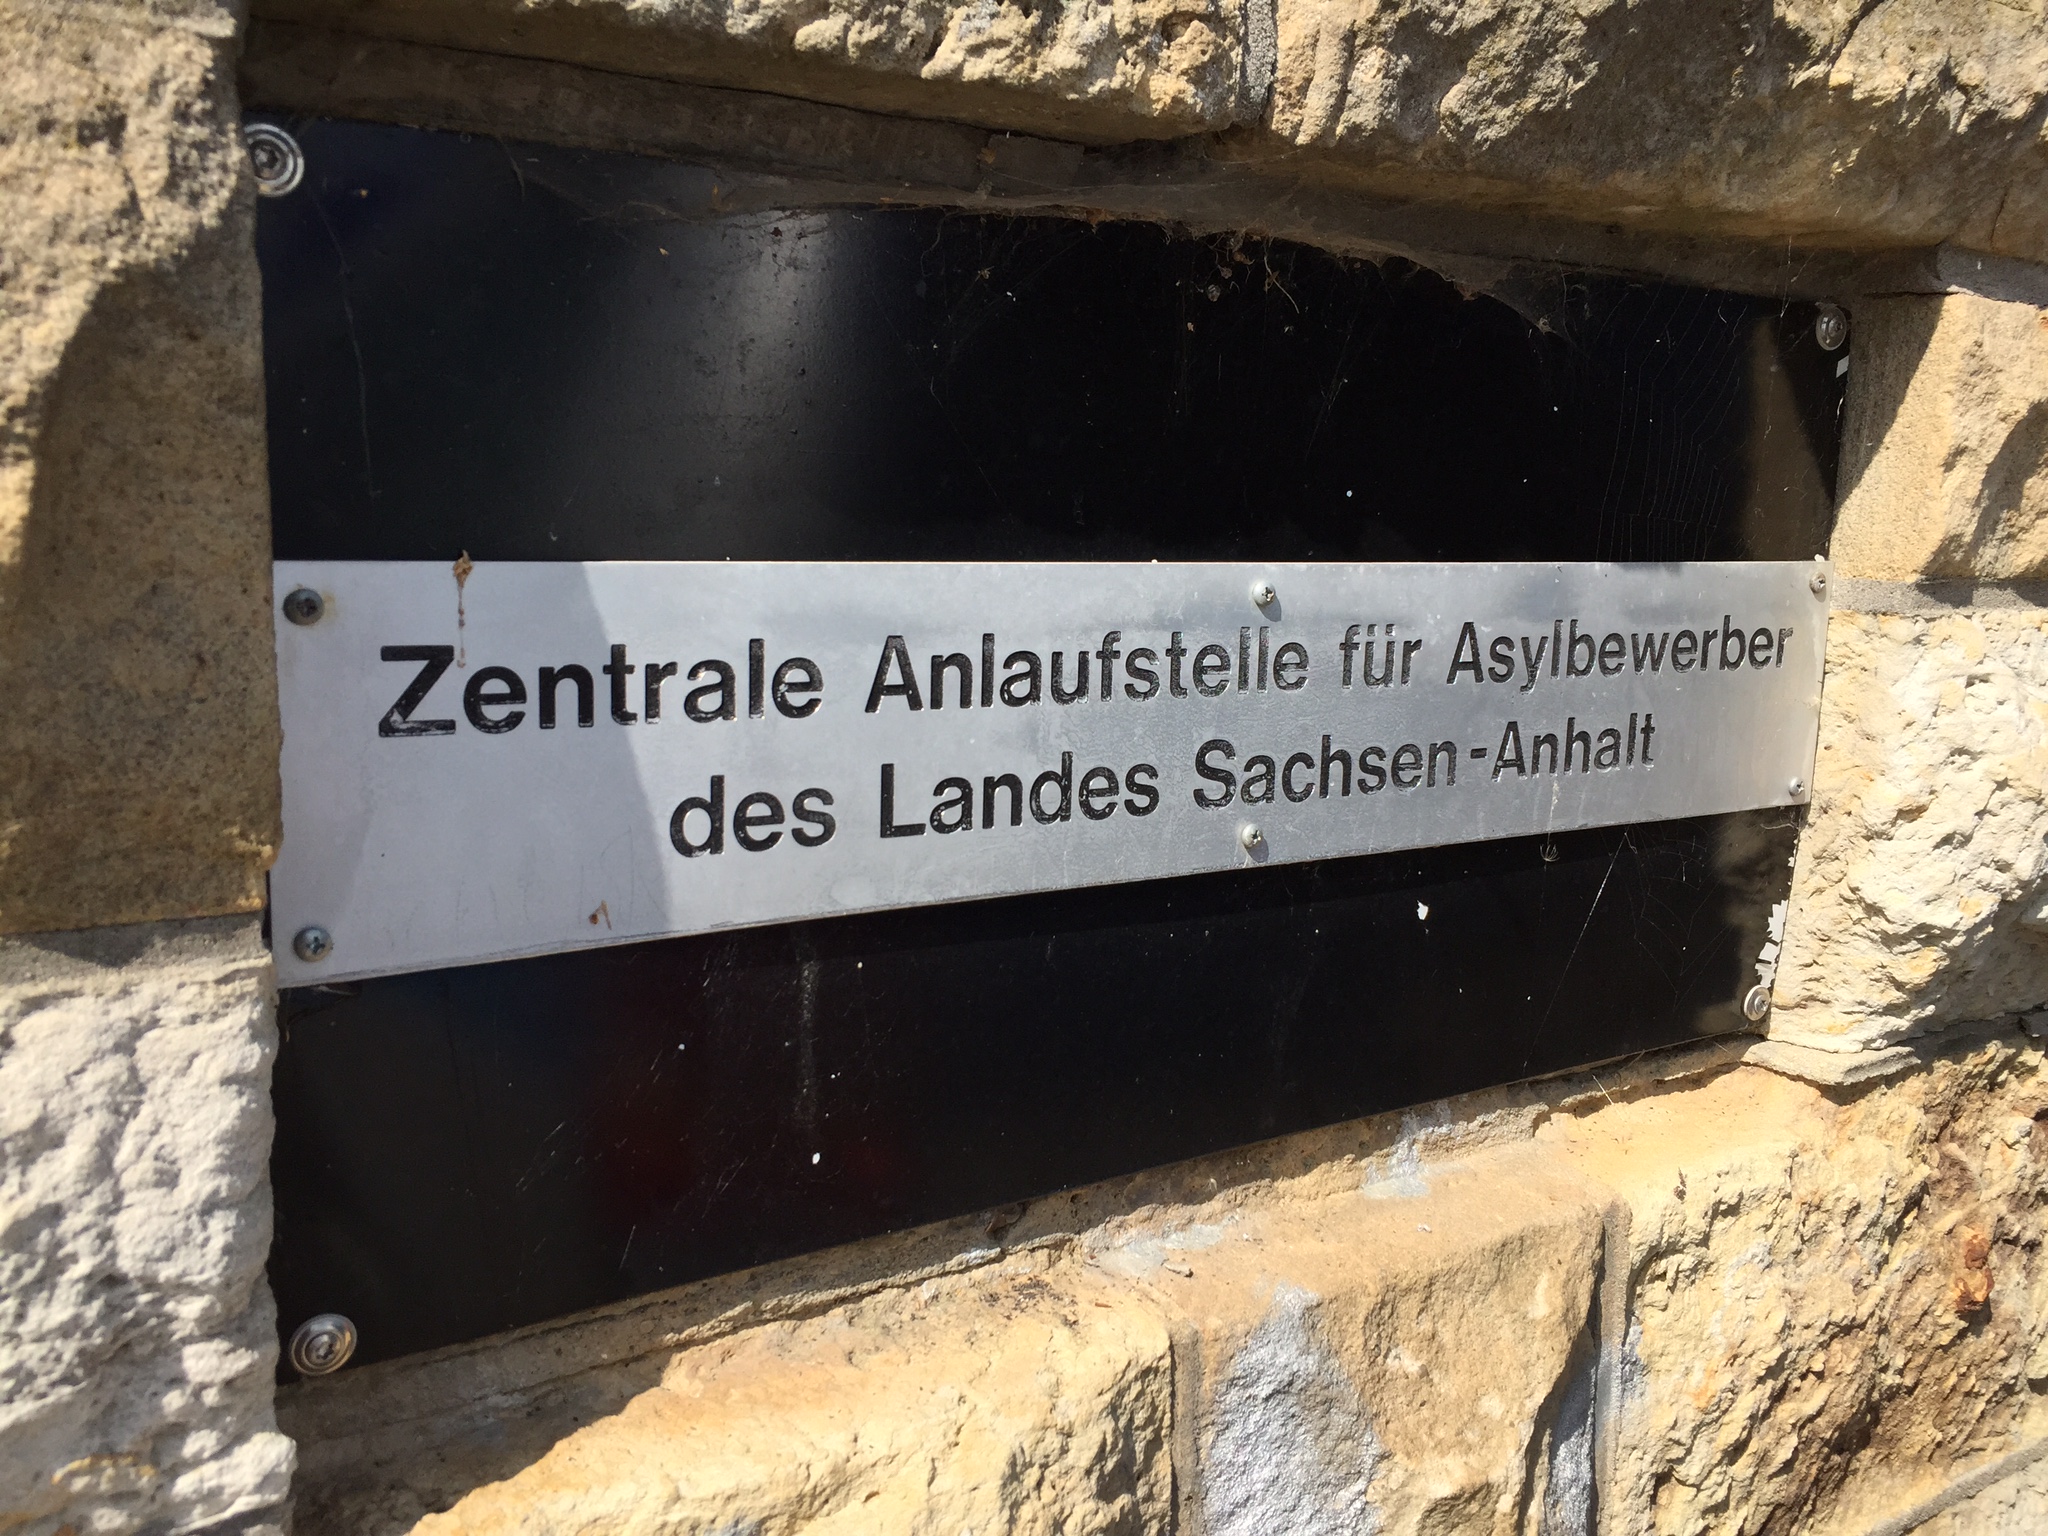 Zentrale Anlaufstelle für Asylbewerber
des Landes Sachsen-Anhalt